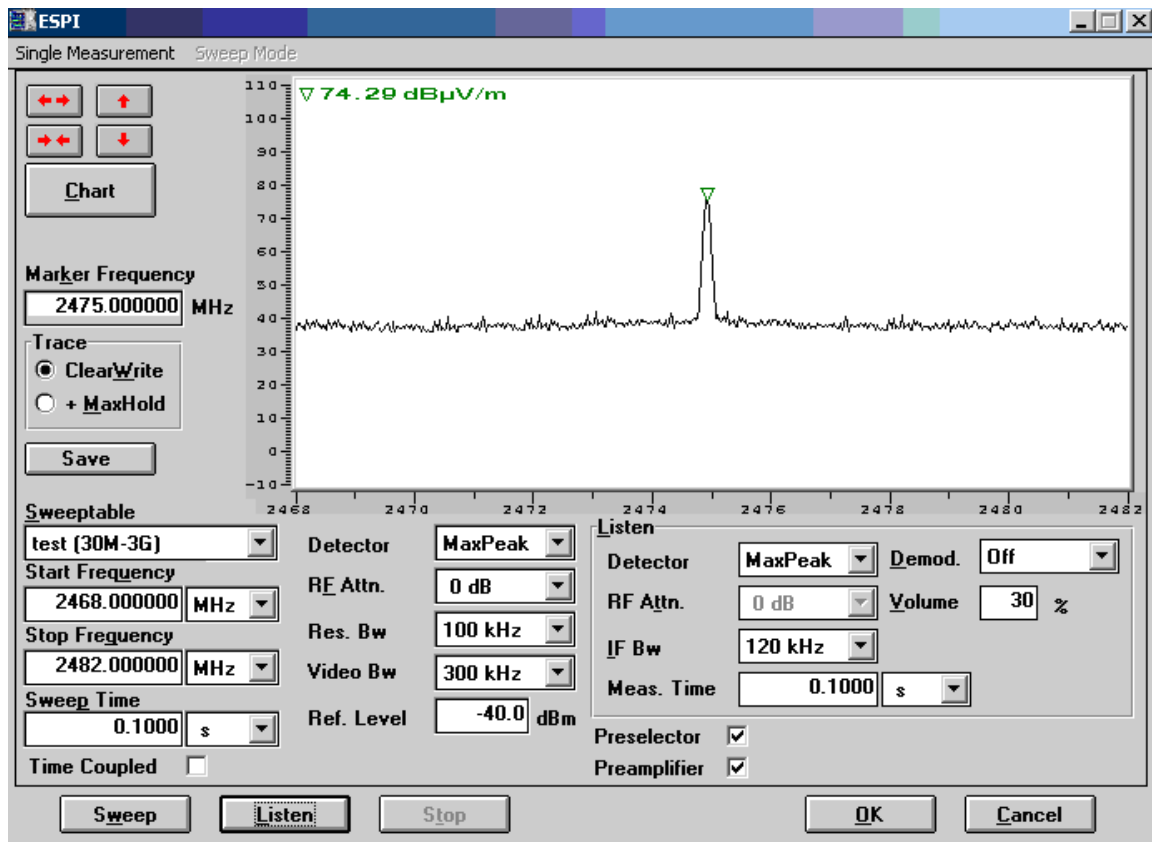 ESPI
Single Measurement Sweep Mode
▽ 74.29 dBµV/m
110
100
90
80
70
60
50
40
30
20
10
0
-10
2468 2470 2472 2474 2476 2478 2480 2482
Chart
Marker Frequency
2475.000000 MHz
Trace
ClearWrite
+ MaxHold
Save
Sweeptable
test (30M-3G)
Start Frequency
2468.000000 MHz
Stop Frequency
2482.000000 MHz
Sweep Time
0.1000 s
Time Coupled
Detector MaxPeak
RF Attn. 0 dB
Res. Bw 100 kHz
Video Bw 300 kHz
Ref. Level -40.0 dBm
Listen
Detector MaxPeak Demod. Off
RF Attn. 0 dB Volume 30 %
IF Bw 120 kHz
Meas. Time 0.1000 s
Preselector
Preamplifier
Sweep Listen Stop OK Cancel